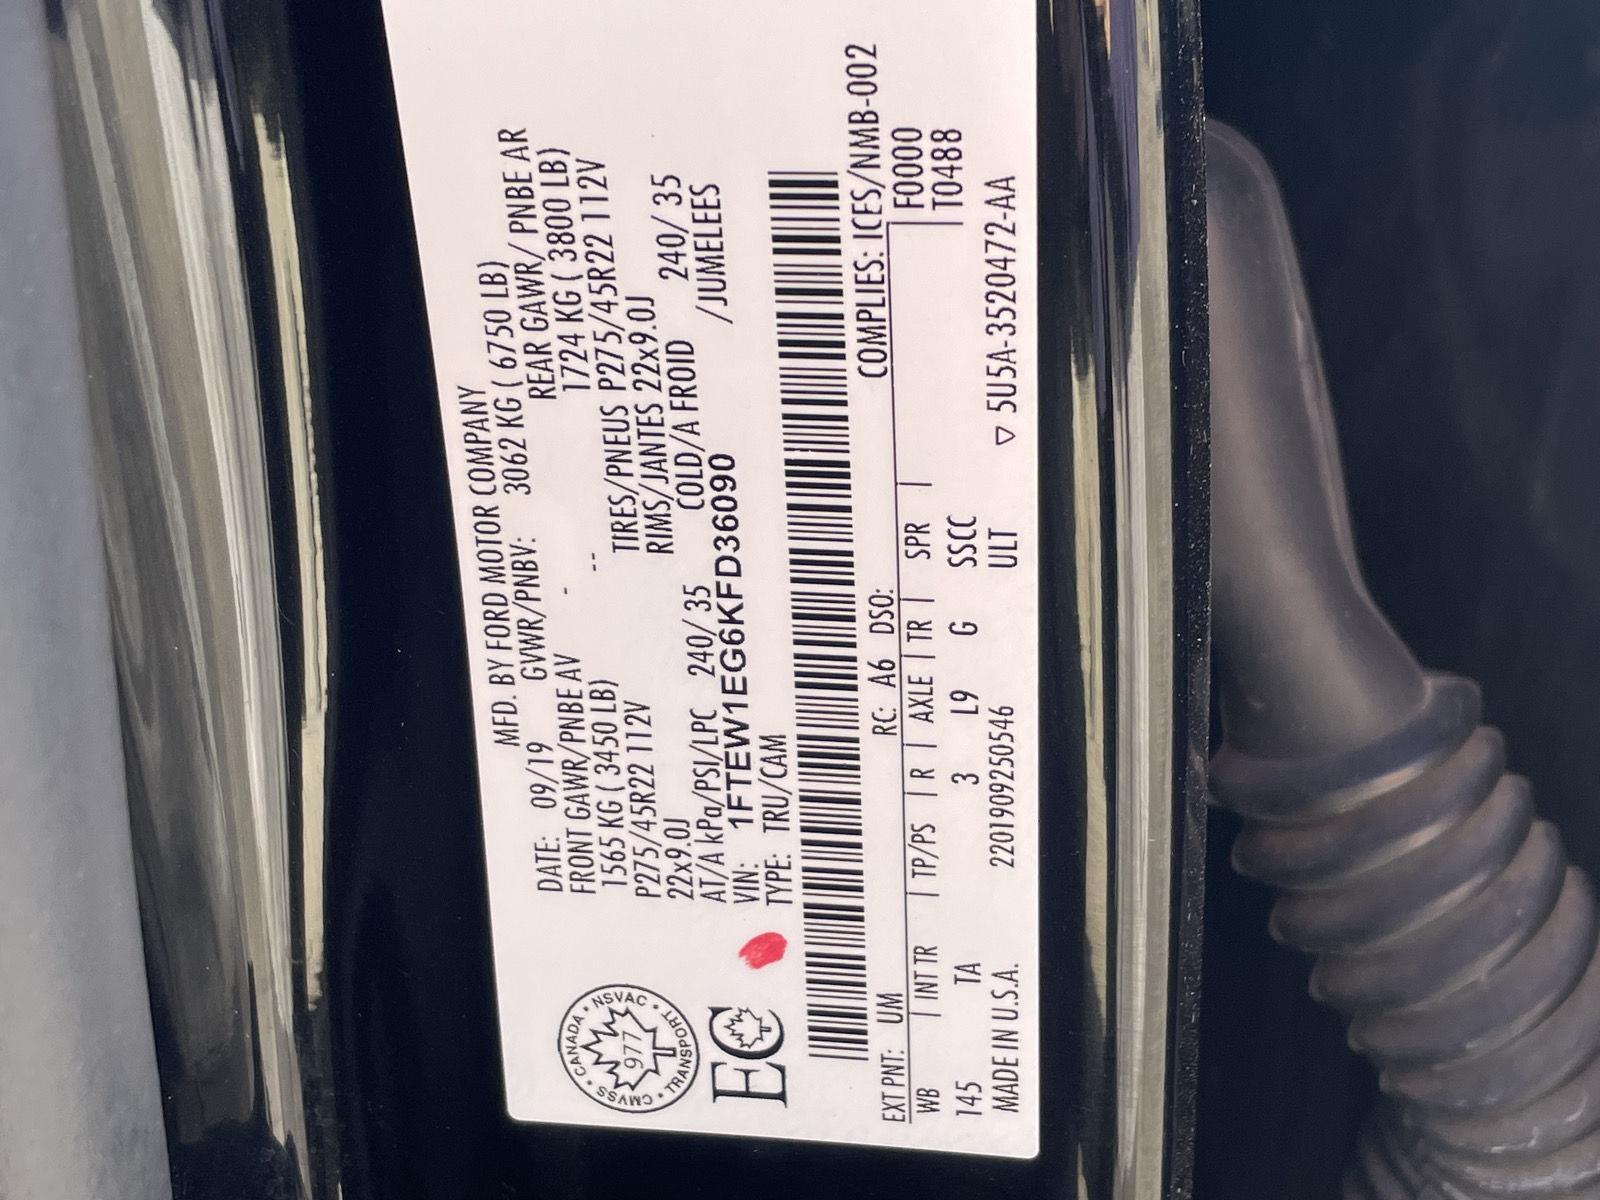 MFD. BY FORD MOTOR COMPANY
DATE: 09/19 GVWR/PNBV: 3062 KG ( 6750 LB)
FRONT GAWR/PNBE AV - REAR GAWR/ PNBE AR
1565 KG ( 3450 LB) -- 1724 KG ( 3800 LB)
P275/45R22 112V TIRES/PNEUS P275/45R22 112V
22x9.0J RIMS/JANTES 22x9.0J
AT/A kPa/PSI/LPC 240/ 35 COLD/A FROID 240/ 35
VIN: 1FTEW1EG6KFD36090 /JUMELEES
TYPE: TRU/CAM
CANADA • NSVAC • TRANSPORT • CMVSS •
977
EC
EXT PNT: UM RC: A6 DSO: COMPLIES: ICES/NMB-002
WB | INT TR | TP/PS | R | AXLE | TR | SPR | F0000
145 TA 3 L9 G SSCC T0488
MADE IN U.S.A. 220190925054​6 ULT ▽ 5U5A-3520472-AA